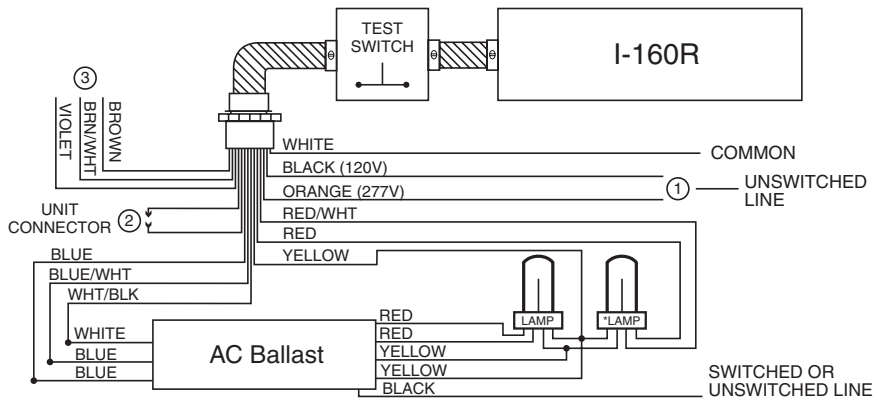 TEST
SWITCH
I-160R
3
VIOLET
BRN/WHT
BROWN
WHITE
COMMON
BLACK (120V)
ORANGE (277V)
1
UNSWITCHED
LINE
UNIT
CONNECTOR
2
RED/WHT
RED
YELLOW
BLUE
BLUE/WHT
WHT/BLK
LAMP
*LAMP
WHITE
BLUE
BLUE
AC Ballast
RED
RED
YELLOW
YELLOW
BLACK
SWITCHED OR
UNSWITCHED LINE